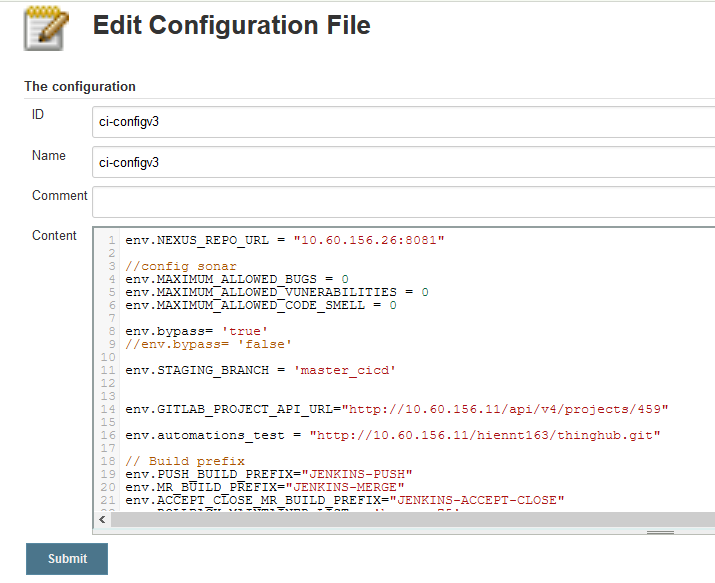 Edit Configuration File
The configuration
ID
ci-configv3
Name
ci-configv3
Comment
Content
1 env.NEXUS_REPO_URL = "10.60.156.26:8081"
2
3 //config sonar
4 env.MAXIMUM_ALLOWED_BUGS = 0
5 env.MAXIMUM_ALLOWED_VUNERABILITIES = 0
6 env.MAXIMUM_ALLOWED_CODE_SMELL = 0
7
8 env.bypass= 'true'
9 //env.bypass= 'false'
10
11 env.STAGING_BRANCH = 'master_cicd'
12
13
14 env.GITLAB_PROJECT_API_URL="http://10.60.156.11/api/v4/projects/459"
15
16 env.automations_test = "http://10.60.156.11/hiennt163/thinghub.git"
17
18 // Build prefix
19 env.PUSH_BUILD_PREFIX="JENKINS-PUSH"
20 env.MR_BUILD_PREFIX="JENKINS-MERGE"
21 env.ACCEPT_CLOSE_MR_BUILD_PREFIX="JENKINS-ACCEPT-CLOSE"
Submit